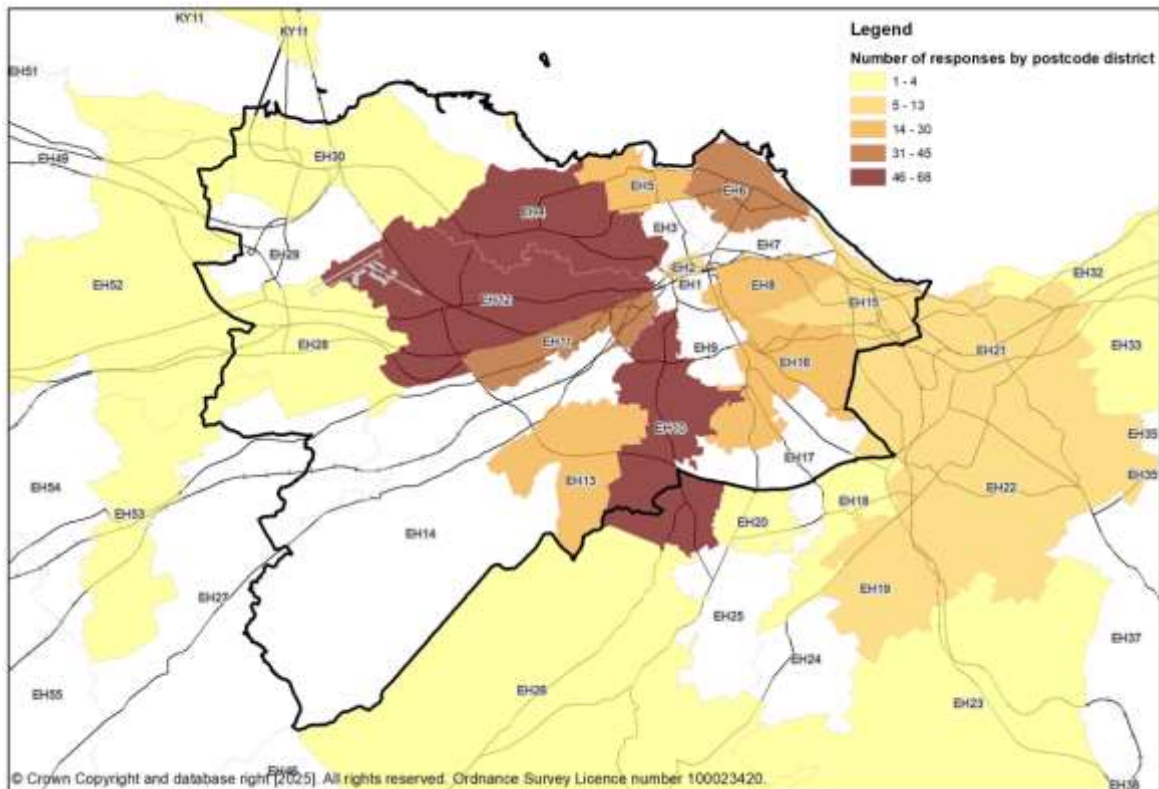 Legend
Number of responses by postcode district
1 - 4
5 - 13
14 - 30
31 - 45
46 - 68
KY11
KY11
EH51
EH49
EH30
EH4
EH5
EH6
EH3
EH7
EH29
EH2
EH1
EH8
EH32
EH52
EH12
EH15
EH28
EH11
EH9
EH21
EH33
EH16
EH10
EH35
EH17
EH54
EH13
EH22
EH35
EH53
EH20
EH18
EH14
EH27
EH19
EH25
EH37
EH24
EH55
EH26
EH23
EH46
EH38
© Crown Copyright and database right [2025]. All rights reserved. Ordnance Survey Licence number 100023420.